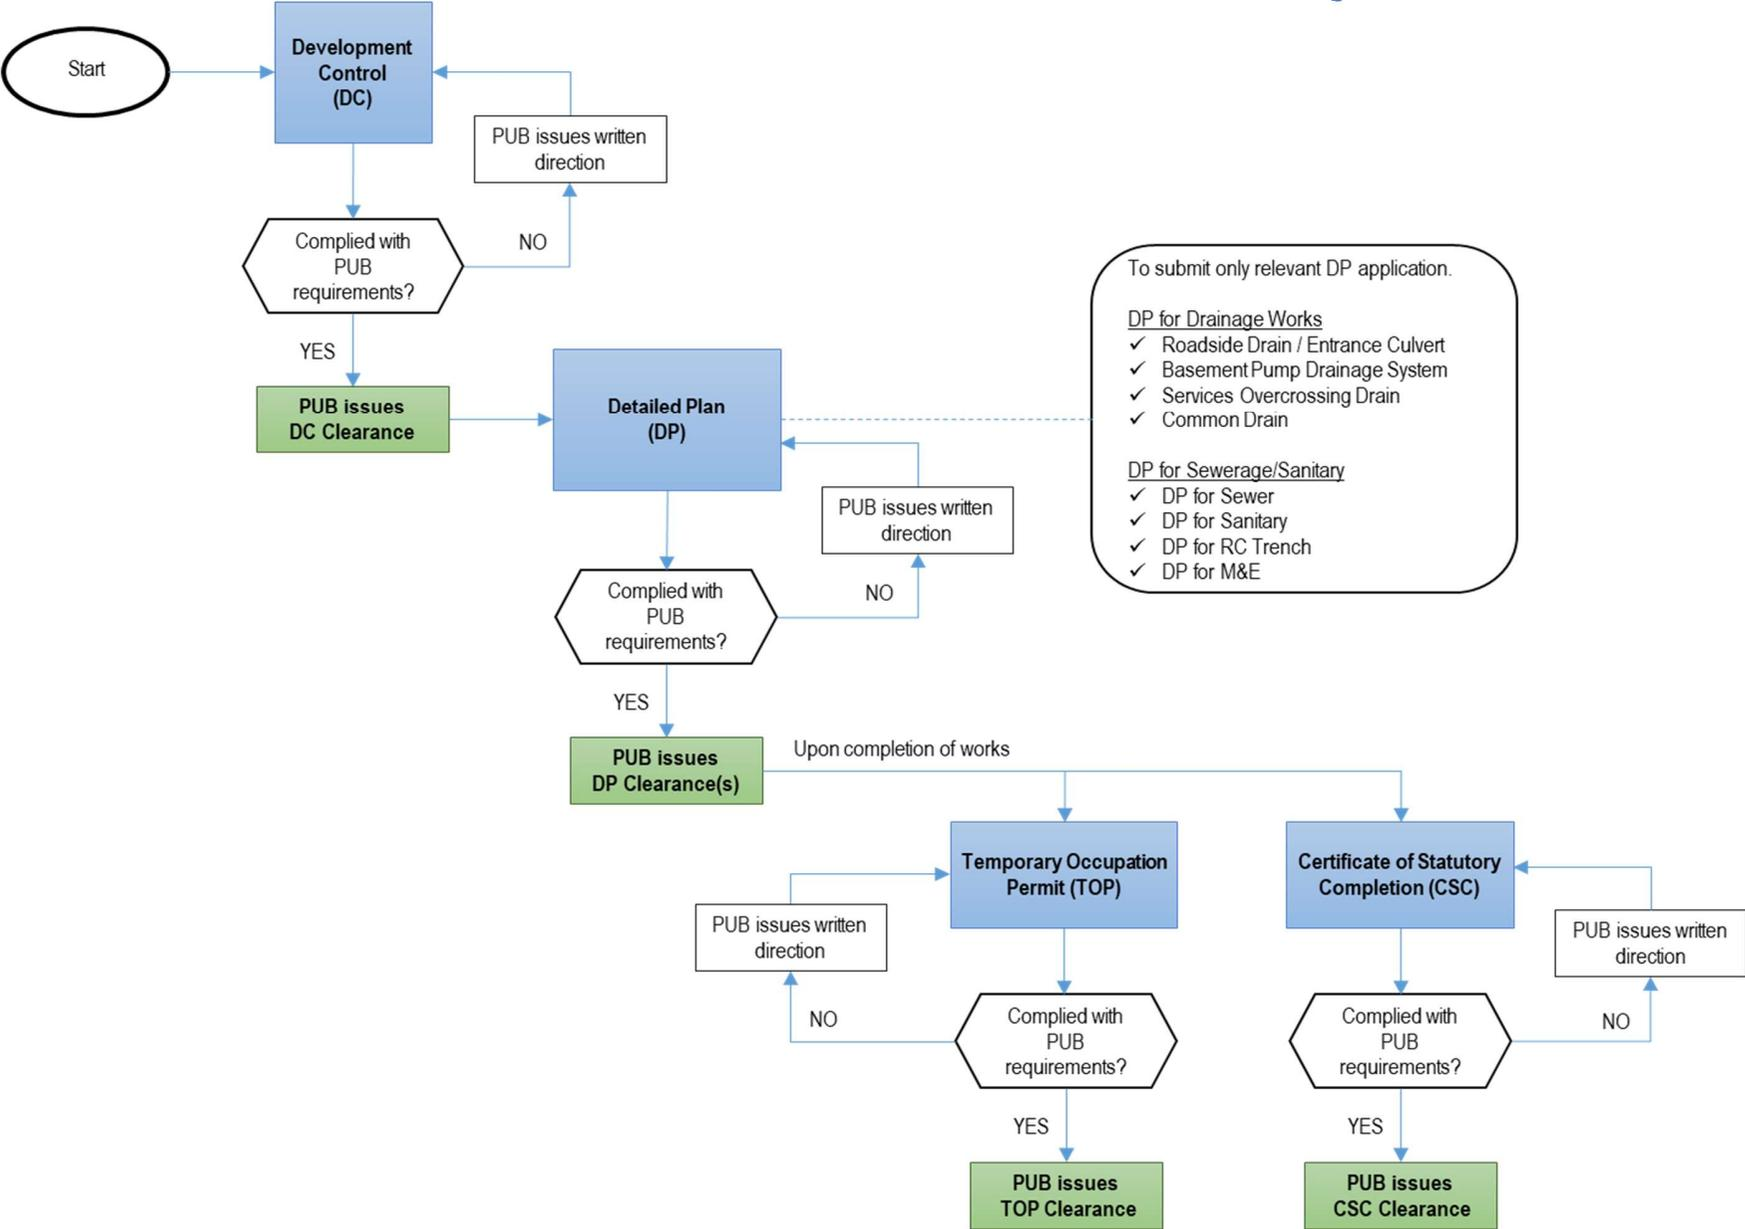 Start
Development
Control
(DC)
PUB issues written
direction
Complied with
PUB
requirements?
NO
YES
PUB issues
DC Clearance
Detailed Plan
(DP)
To submit only relevant DP application.
DP for Drainage Works
✓ Roadside Drain / Entrance Culvert
✓ Basement Pump Drainage System
✓ Services Overcrossing Drain
✓ Common Drain
DP for Sewerage/Sanitary
✓ DP for Sewer
✓ DP for Sanitary
✓ DP for RC Trench
✓ DP for M&E
PUB issues written
direction
Complied with
PUB
requirements?
NO
YES
PUB issues
DP Clearance(s)
Upon completion of works
Temporary Occupation
Permit (TOP)
PUB issues written
direction
Complied with
PUB
requirements?
NO
YES
PUB issues
TOP Clearance
Certificate of Statutory
Completion (CSC)
PUB issues written
direction
Complied with
PUB
requirements?
NO
YES
PUB issues
CSC Clearance